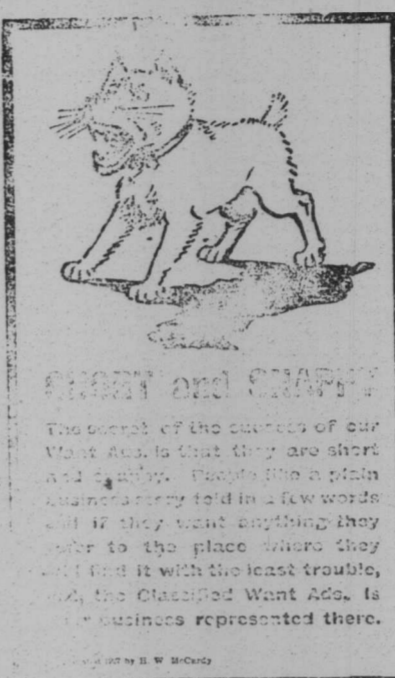 SHORT and SNAPPY
The secret of the success of our
Want Ads. is that they are short
and snappy. People like a plain
business story told in a few words
and if they want anything they
refer to the place where they
will find it with the least trouble,
the Classified Want Ads. Is
business represented there.
by H. W. McCurdy